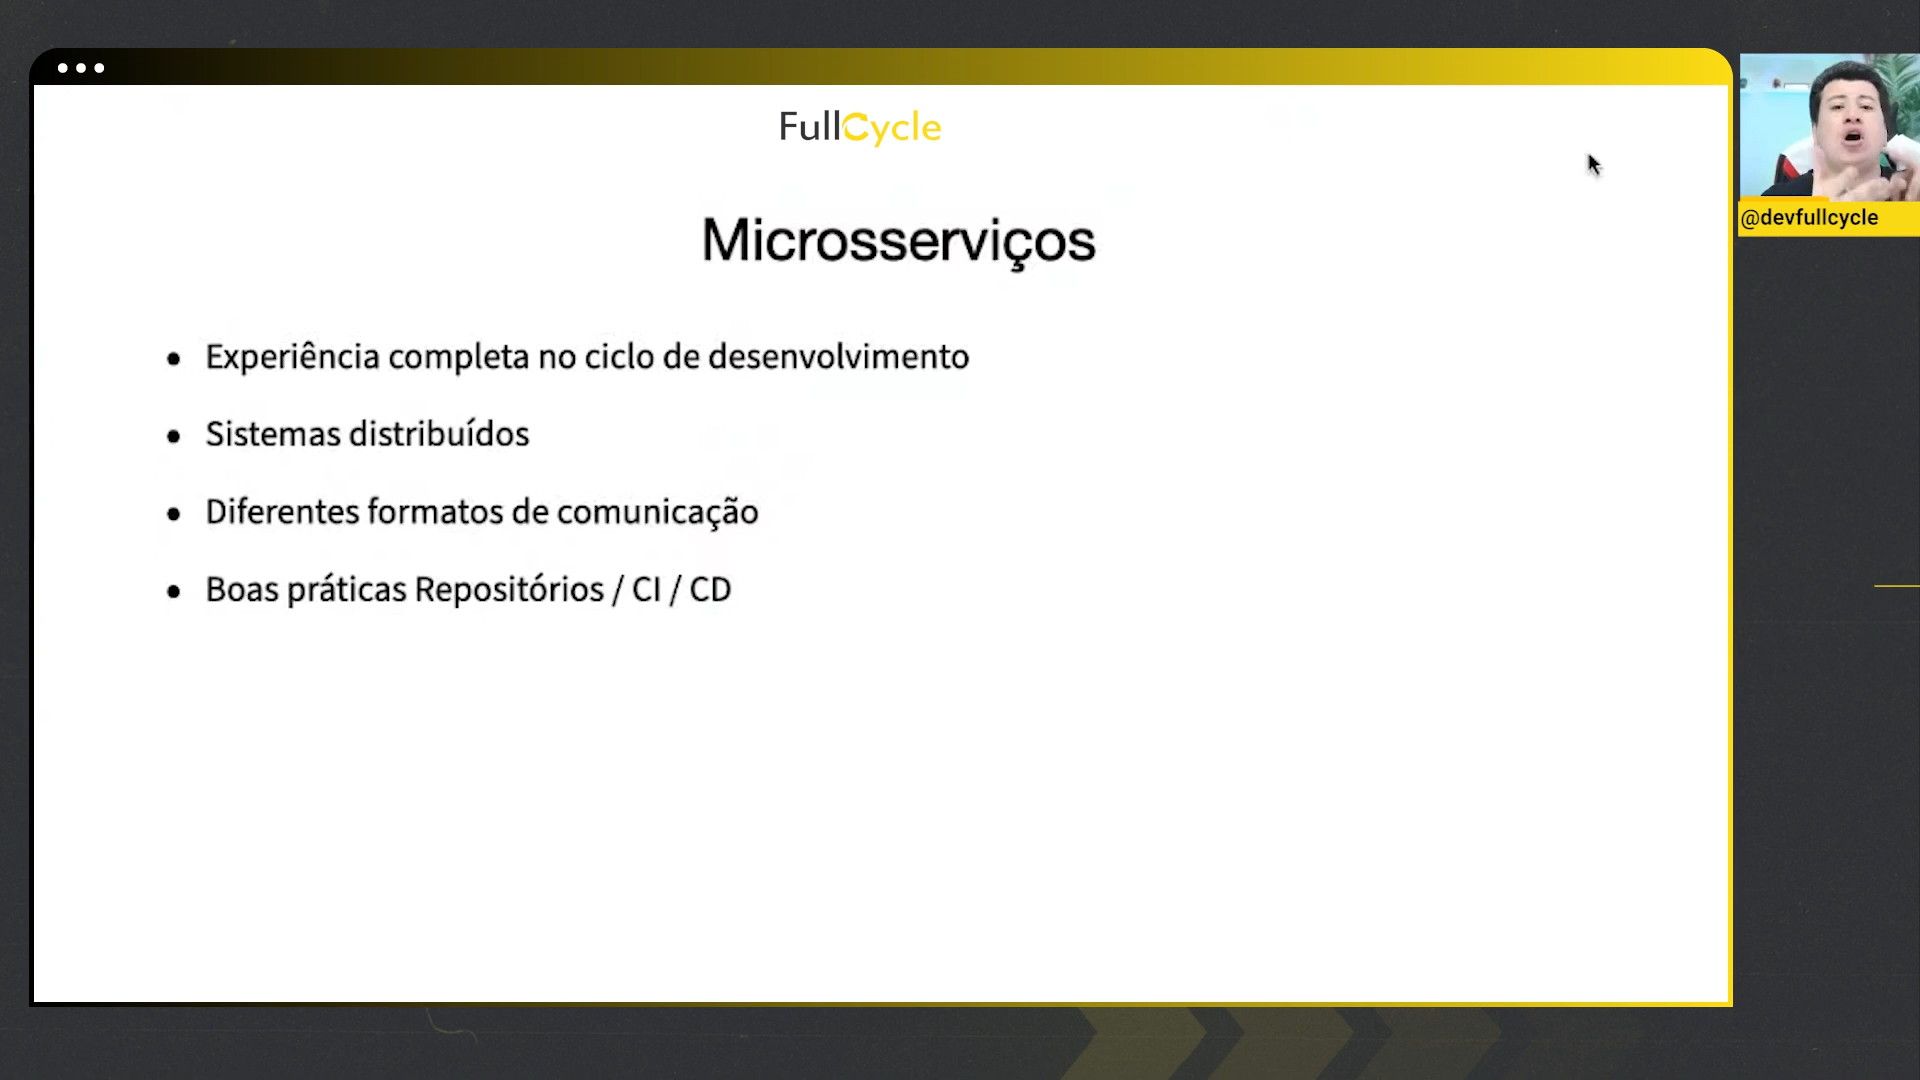 FullCycle
@devfullcycle
Microsserviços
• Experiência completa no ciclo de desenvolvimento
• Sistemas distribuídos
• Diferentes formatos de comunicação
• Boas práticas Repositórios / CI / CD